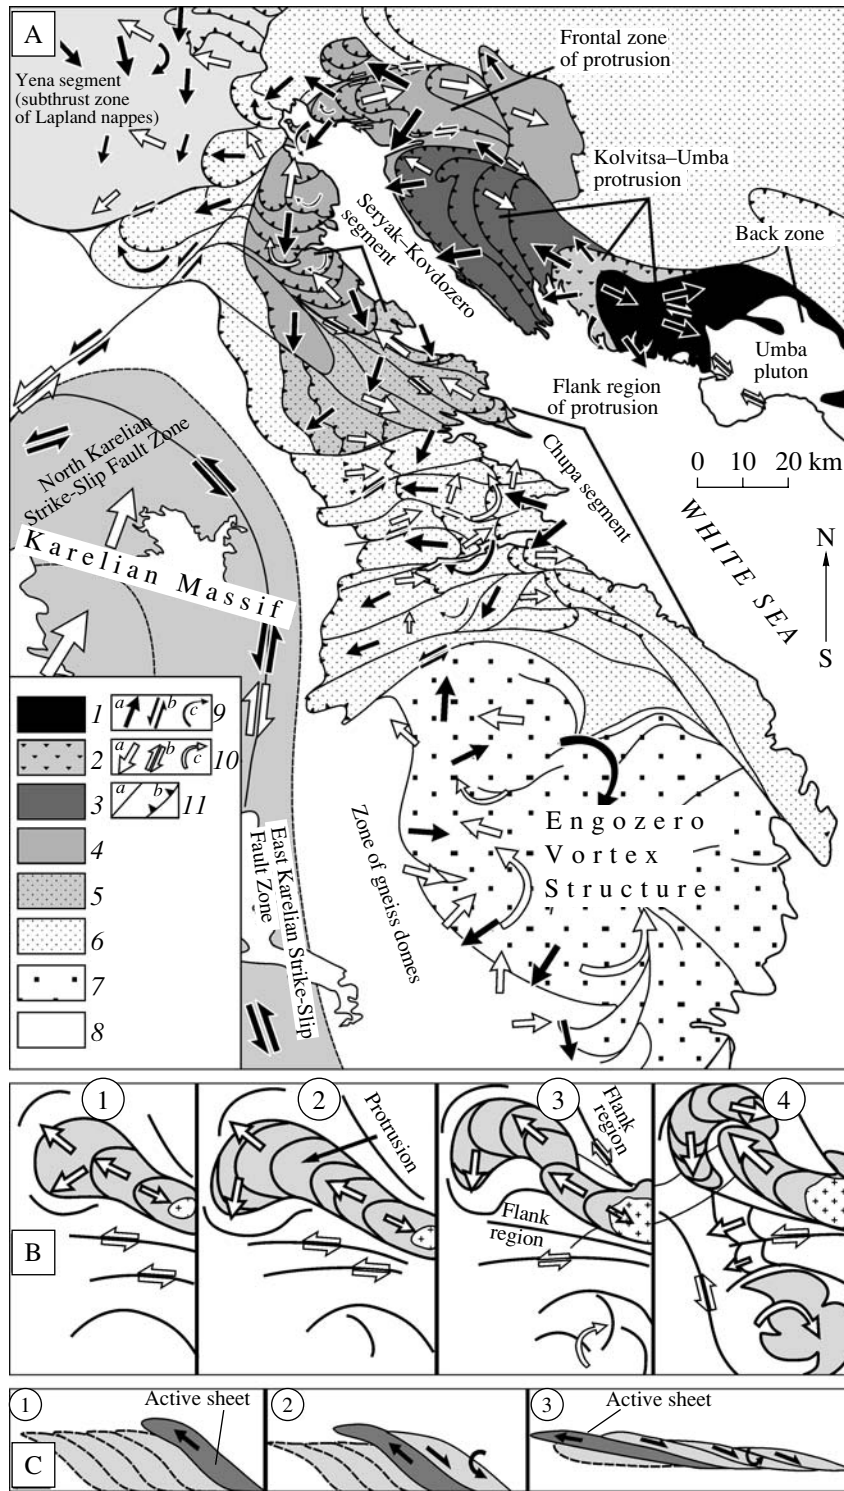 A
Yena segment
(subthrust zone
of Lapland nappes)
Frontal zone
of protrusion
Kolvitsa–Umba
protrusion
Back zone
Seryak–Kovdozero
segment
Umba
pluton
Flank region
of protrusion
0 10 20 km
Chupa segment
WHITE SEA
N
S
North Karelian
Strike-Slip Fault Zone
Karelian Massif
East Karelian Strike-Slip
Fault Zone
Zone of gneiss domes
Engozero
Vortex
Structure
1
2
3
4
5
6
7
8
a b c 9
a b c 10
a b 11
B
1
2
3
4
Protrusion
Flank
region
Flank
region
C
1
2
3
Active sheet
Active sheet